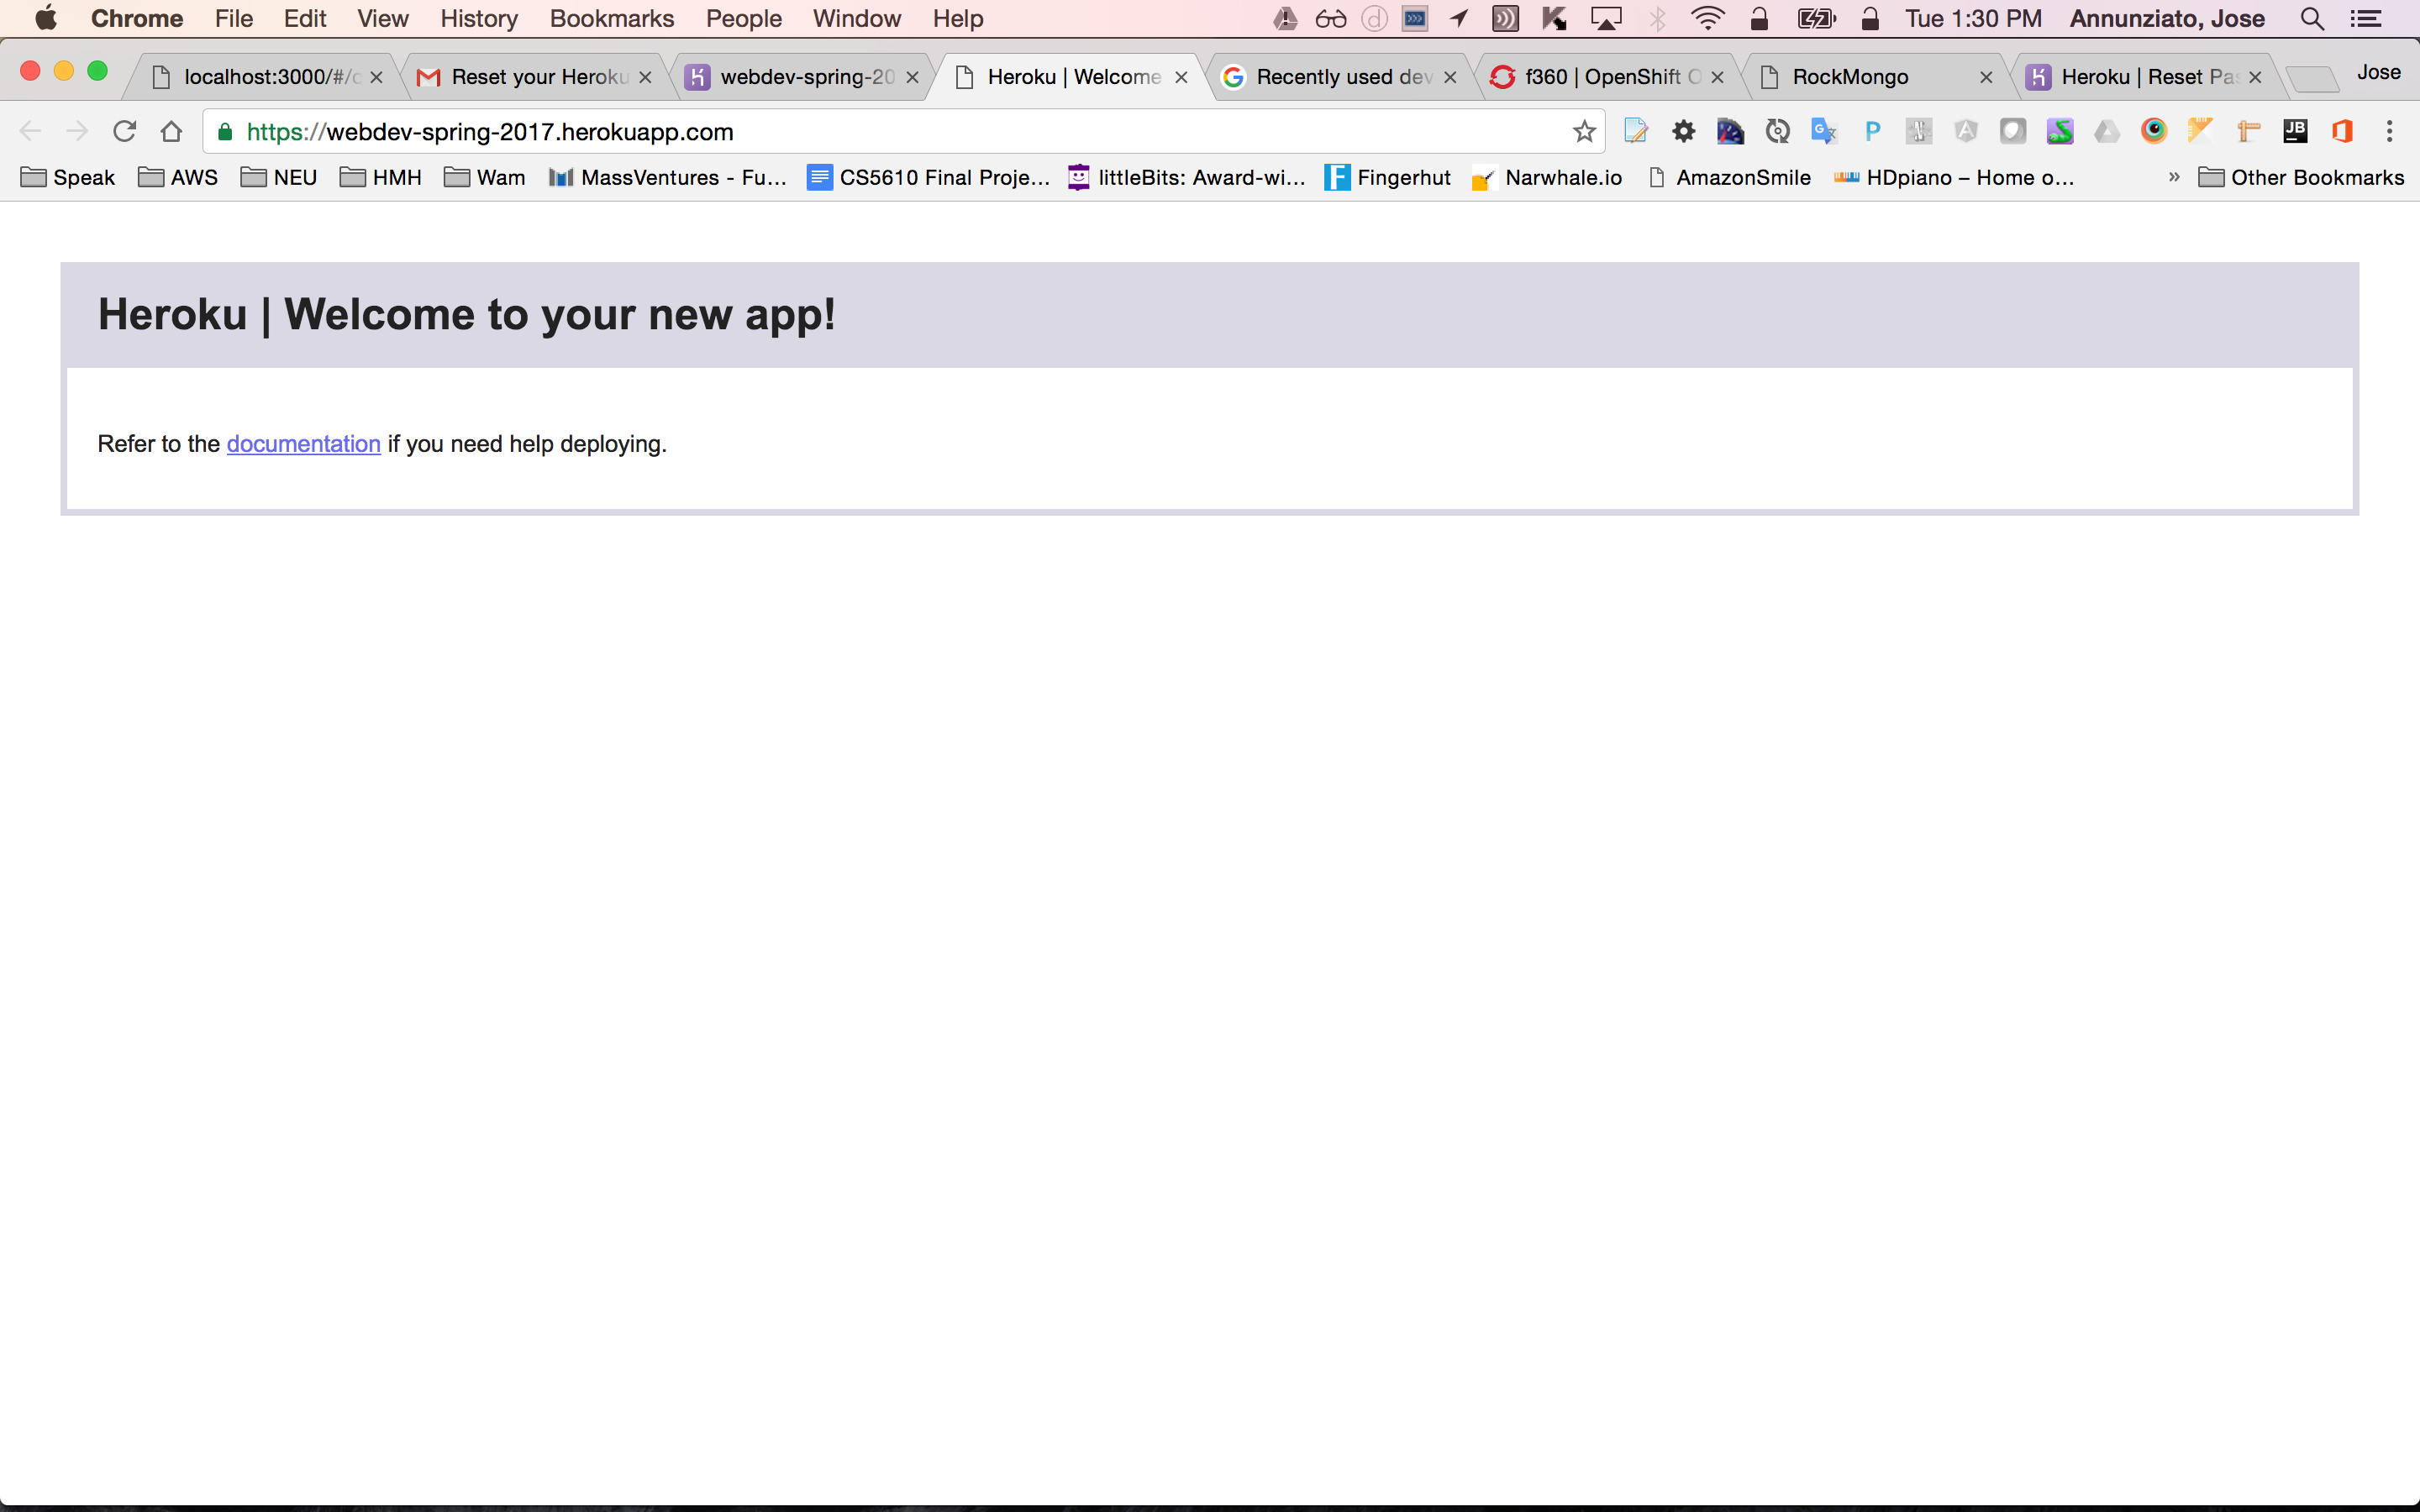 Chrome File Edit View History Bookmarks People Window Help Tue 1:30 PM Annunziato, Jose
localhost:3000/#/ Reset your Heroku webdev-spring-20 Heroku | Welcome Recently used dev f360 | OpenShift O RockMongo Heroku | Reset Pas Jose
https://webdev-spring-2017.herokuapp.com
Speak AWS NEU HMH Wam MassVentures - Fu... CS5610 Final Proje... littleBits: Award-wi... Fingerhut Narwhale.io AmazonSmile HDpiano – Home o... » Other Bookmarks
Heroku | Welcome to your new app!
Refer to the documentation if you need help deploying.